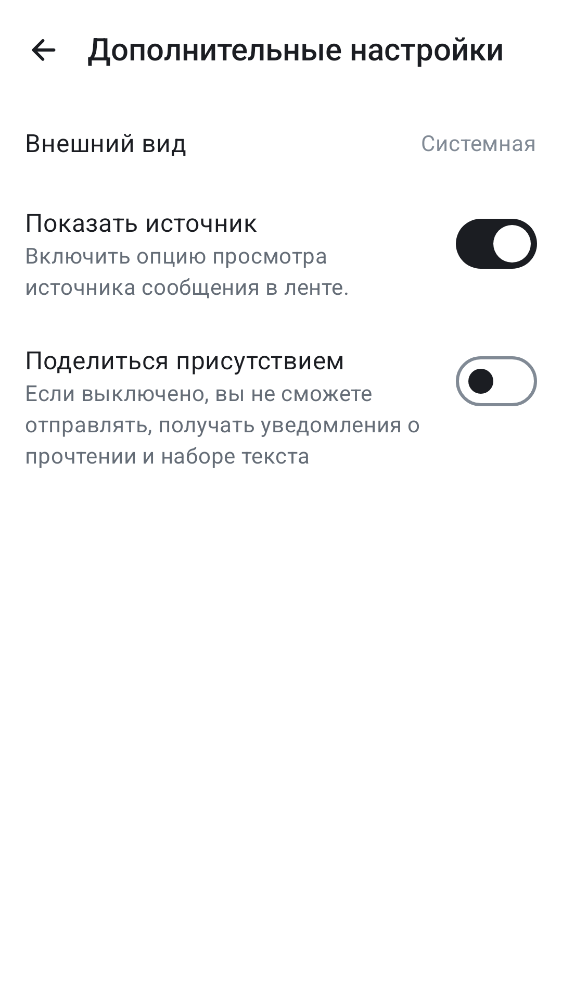 Дополнительные настройки
Внешний вид
Системная
Показать источник
Включить опцию просмотра
источника сообщения в ленте.
Поделиться присутствием
Если выключено, вы не сможете
отправлять, получать уведомления о
прочтении и наборе текста